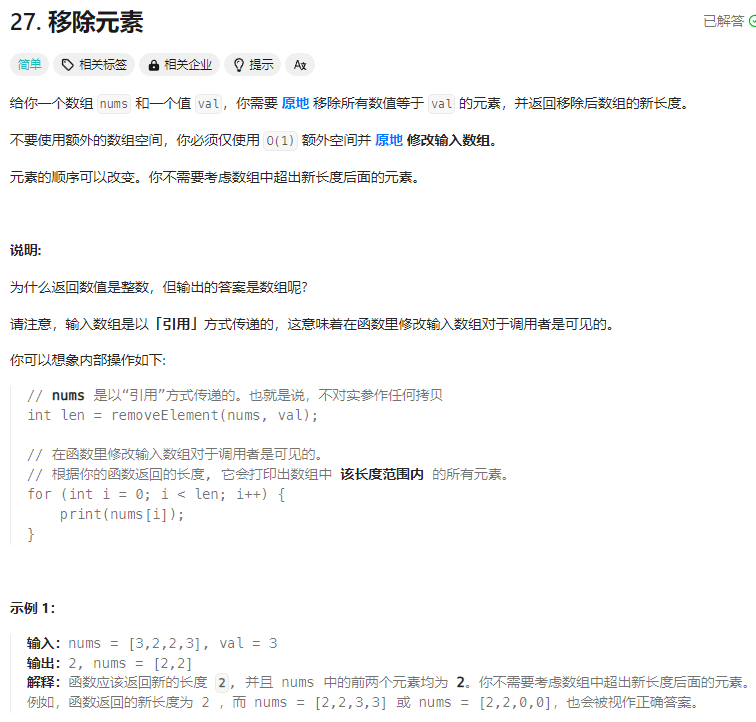 27. 移除元素
已解答
简单 相关标签 相关企业 提示 Az
给你一个数组 nums 和一个值 val，你需要 原地 移除所有数值等于 val 的元素，并返回移除后数组的新长度。
不要使用额外的数组空间，你必须仅使用 O(1) 额外空间并 原地 修改输入数组。
元素的顺序可以改变。你不需要考虑数组中超出新长度后面的元素。
说明:
为什么返回数值是整数，但输出的答案是数组呢?
请注意，输入数组是以「引用」方式传递的，这意味着在函数里修改输入数组对于调用者是可见的。
你可以想象内部操作如下:
// nums 是以“引用”方式传递的。也就是说，不对实参作任何拷贝
int len = removeElement(nums, val);
// 在函数里修改输入数组对于调用者是可见的。
// 根据你的函数返回的长度, 它会打印出数组中 该长度范围内 的所有元素。
for (int i = 0; i < len; i++) {
    print(nums[i]);
}
示例 1：
输入：nums = [3,2,2,3], val = 3
输出：2, nums = [2,2]
解释：函数应该返回新的长度 2, 并且 nums 中的前两个元素均为 2。你不需要考虑数组中超出新长度后面的元素。
例如，函数返回的新长度为 2 ，而 nums = [2,2,3,3] 或 nums = [2,2,0,0]，也会被视作正确答案。